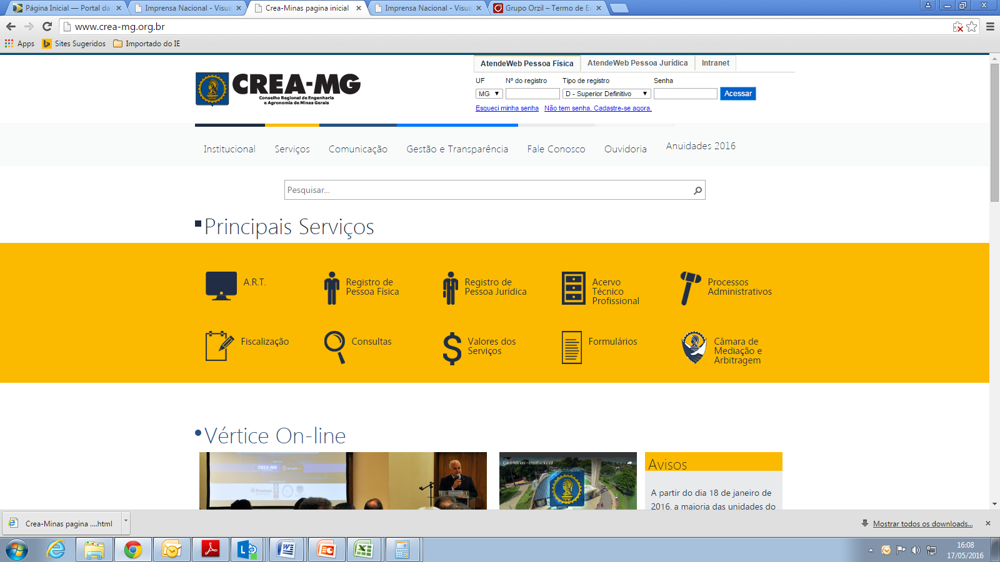 Página Inicial — Portal da
Imprensa Nacional - Visua
Crea-Minas pagina inicial
Imprensa Nacional - Visua
Grupo Orzil – Termo de Ex
www.crea-mg.org.br
Apps
Sites Sugeridos
Importado do IE
AtendeWeb Pessoa Física
AtendeWeb Pessoa Jurídica
Intranet
CREA-MG
Conselho Regional de Engenharia
e Agronomia de Minas Gerais
UF
Nº do registro
Tipo de registro
Senha
MG
D - Superior Definitivo
Acessar
Esqueci minha senha
Não tem senha. Cadastre-se agora.
Institucional
Serviços
Comunicação
Gestão e Transparência
Fale Conosco
Ouvidoria
Anuidades 2016
Pesquisar...
Principais Serviços
A.R.T.
Registro de
Pessoa Física
Registro de
Pessoa Jurídica
Acervo
Técnico
Profissional
Processos
Administrativos
Fiscalização
Consultas
Valores dos
Serviços
Formulários
Câmara de
Mediação e
Arbitragem
Vértice On-line
CREA-MG
Crea-Minas - Institucional
Avisos
A partir do dia 18 de janeiro de
2016, a maioria das unidades do
Crea-Minas pagina ....html
Mostrar todos os downloads...
16:08
17/05/2016